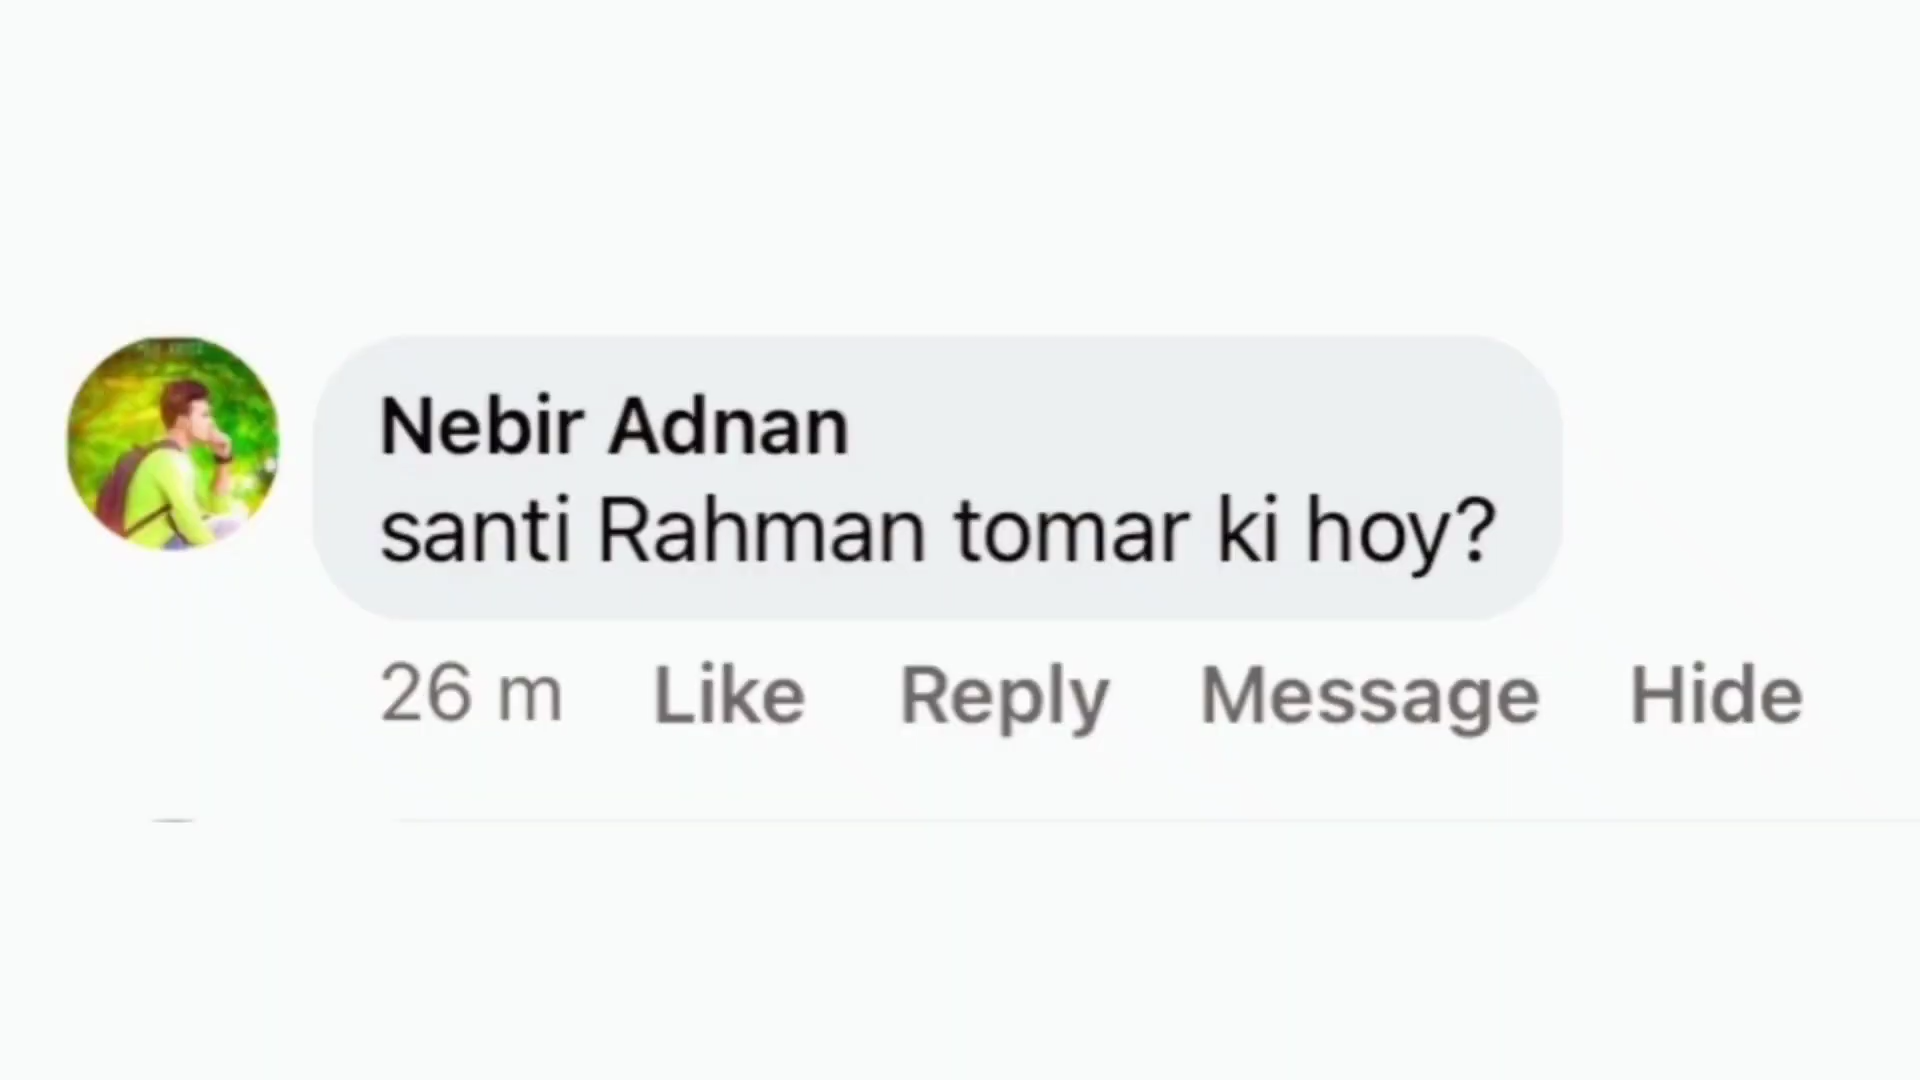 Nebir Adnan
santi Rahman tomar ki hoy?
26 m Like Reply Message Hide